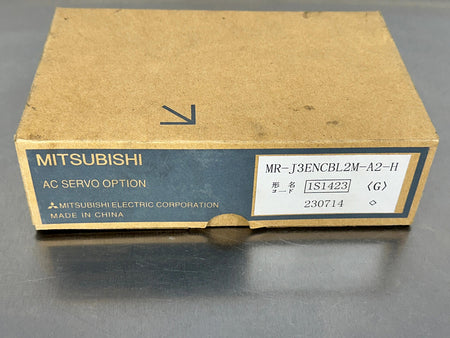 MITSUBISHI
AC SERVO OPTION
MITSUBISHI ELECTRIC CORPORATION
MADE IN CHINA
MR-J3ENCBL2M-A2-H
形名コード 1S1423 〈G〉
230714 ◇